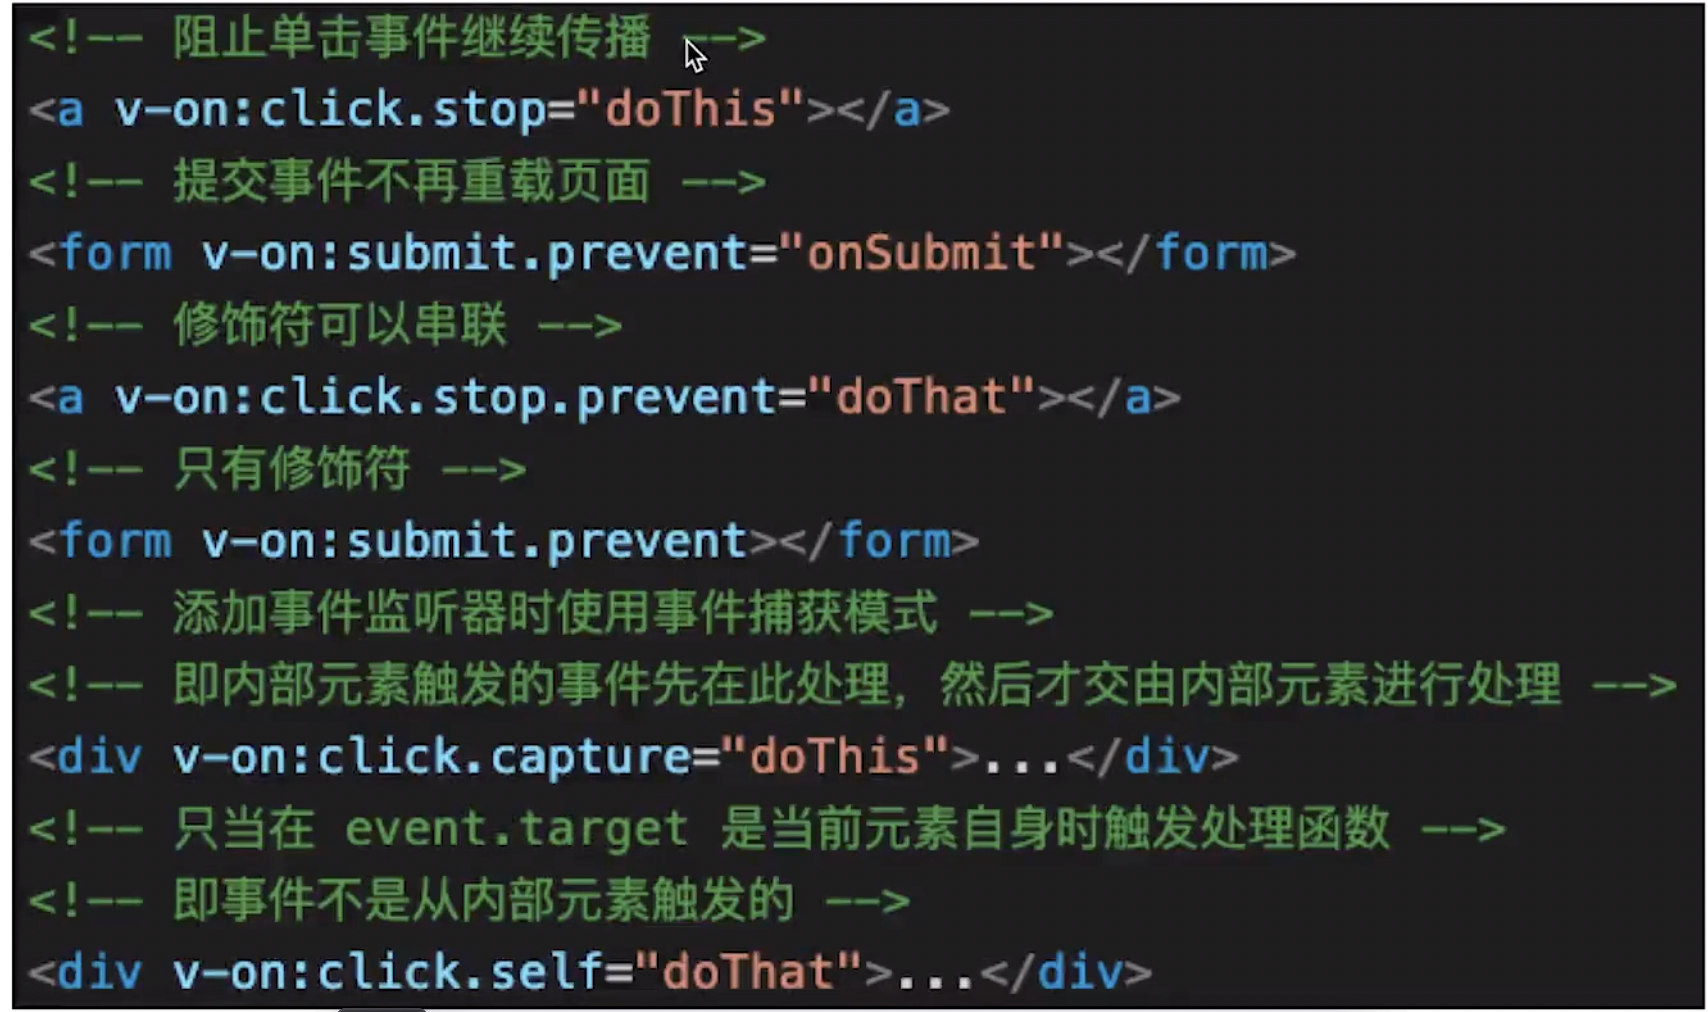 <!-- 阻止单击事件继续传播 -->
<a v-on:click.stop="doThis"></a>
<!-- 提交事件不再重载页面 -->
<form v-on:submit.prevent="onSubmit"></form>
<!-- 修饰符可以串联 -->
<a v-on:click.stop.prevent="doThat"></a>
<!-- 只有修饰符 -->
<form v-on:submit.prevent></form>
<!-- 添加事件监听器时使用事件捕获模式 -->
<!-- 即内部元素触发的事件先在此处理，然后才交由内部元素进行处理 -->
<div v-on:click.capture="doThis">...</div>
<!-- 只当在 event.target 是当前元素自身时触发处理函数 -->
<!-- 即事件不是从内部元素触发的 -->
<div v-on:click.self="doThat">...</div>